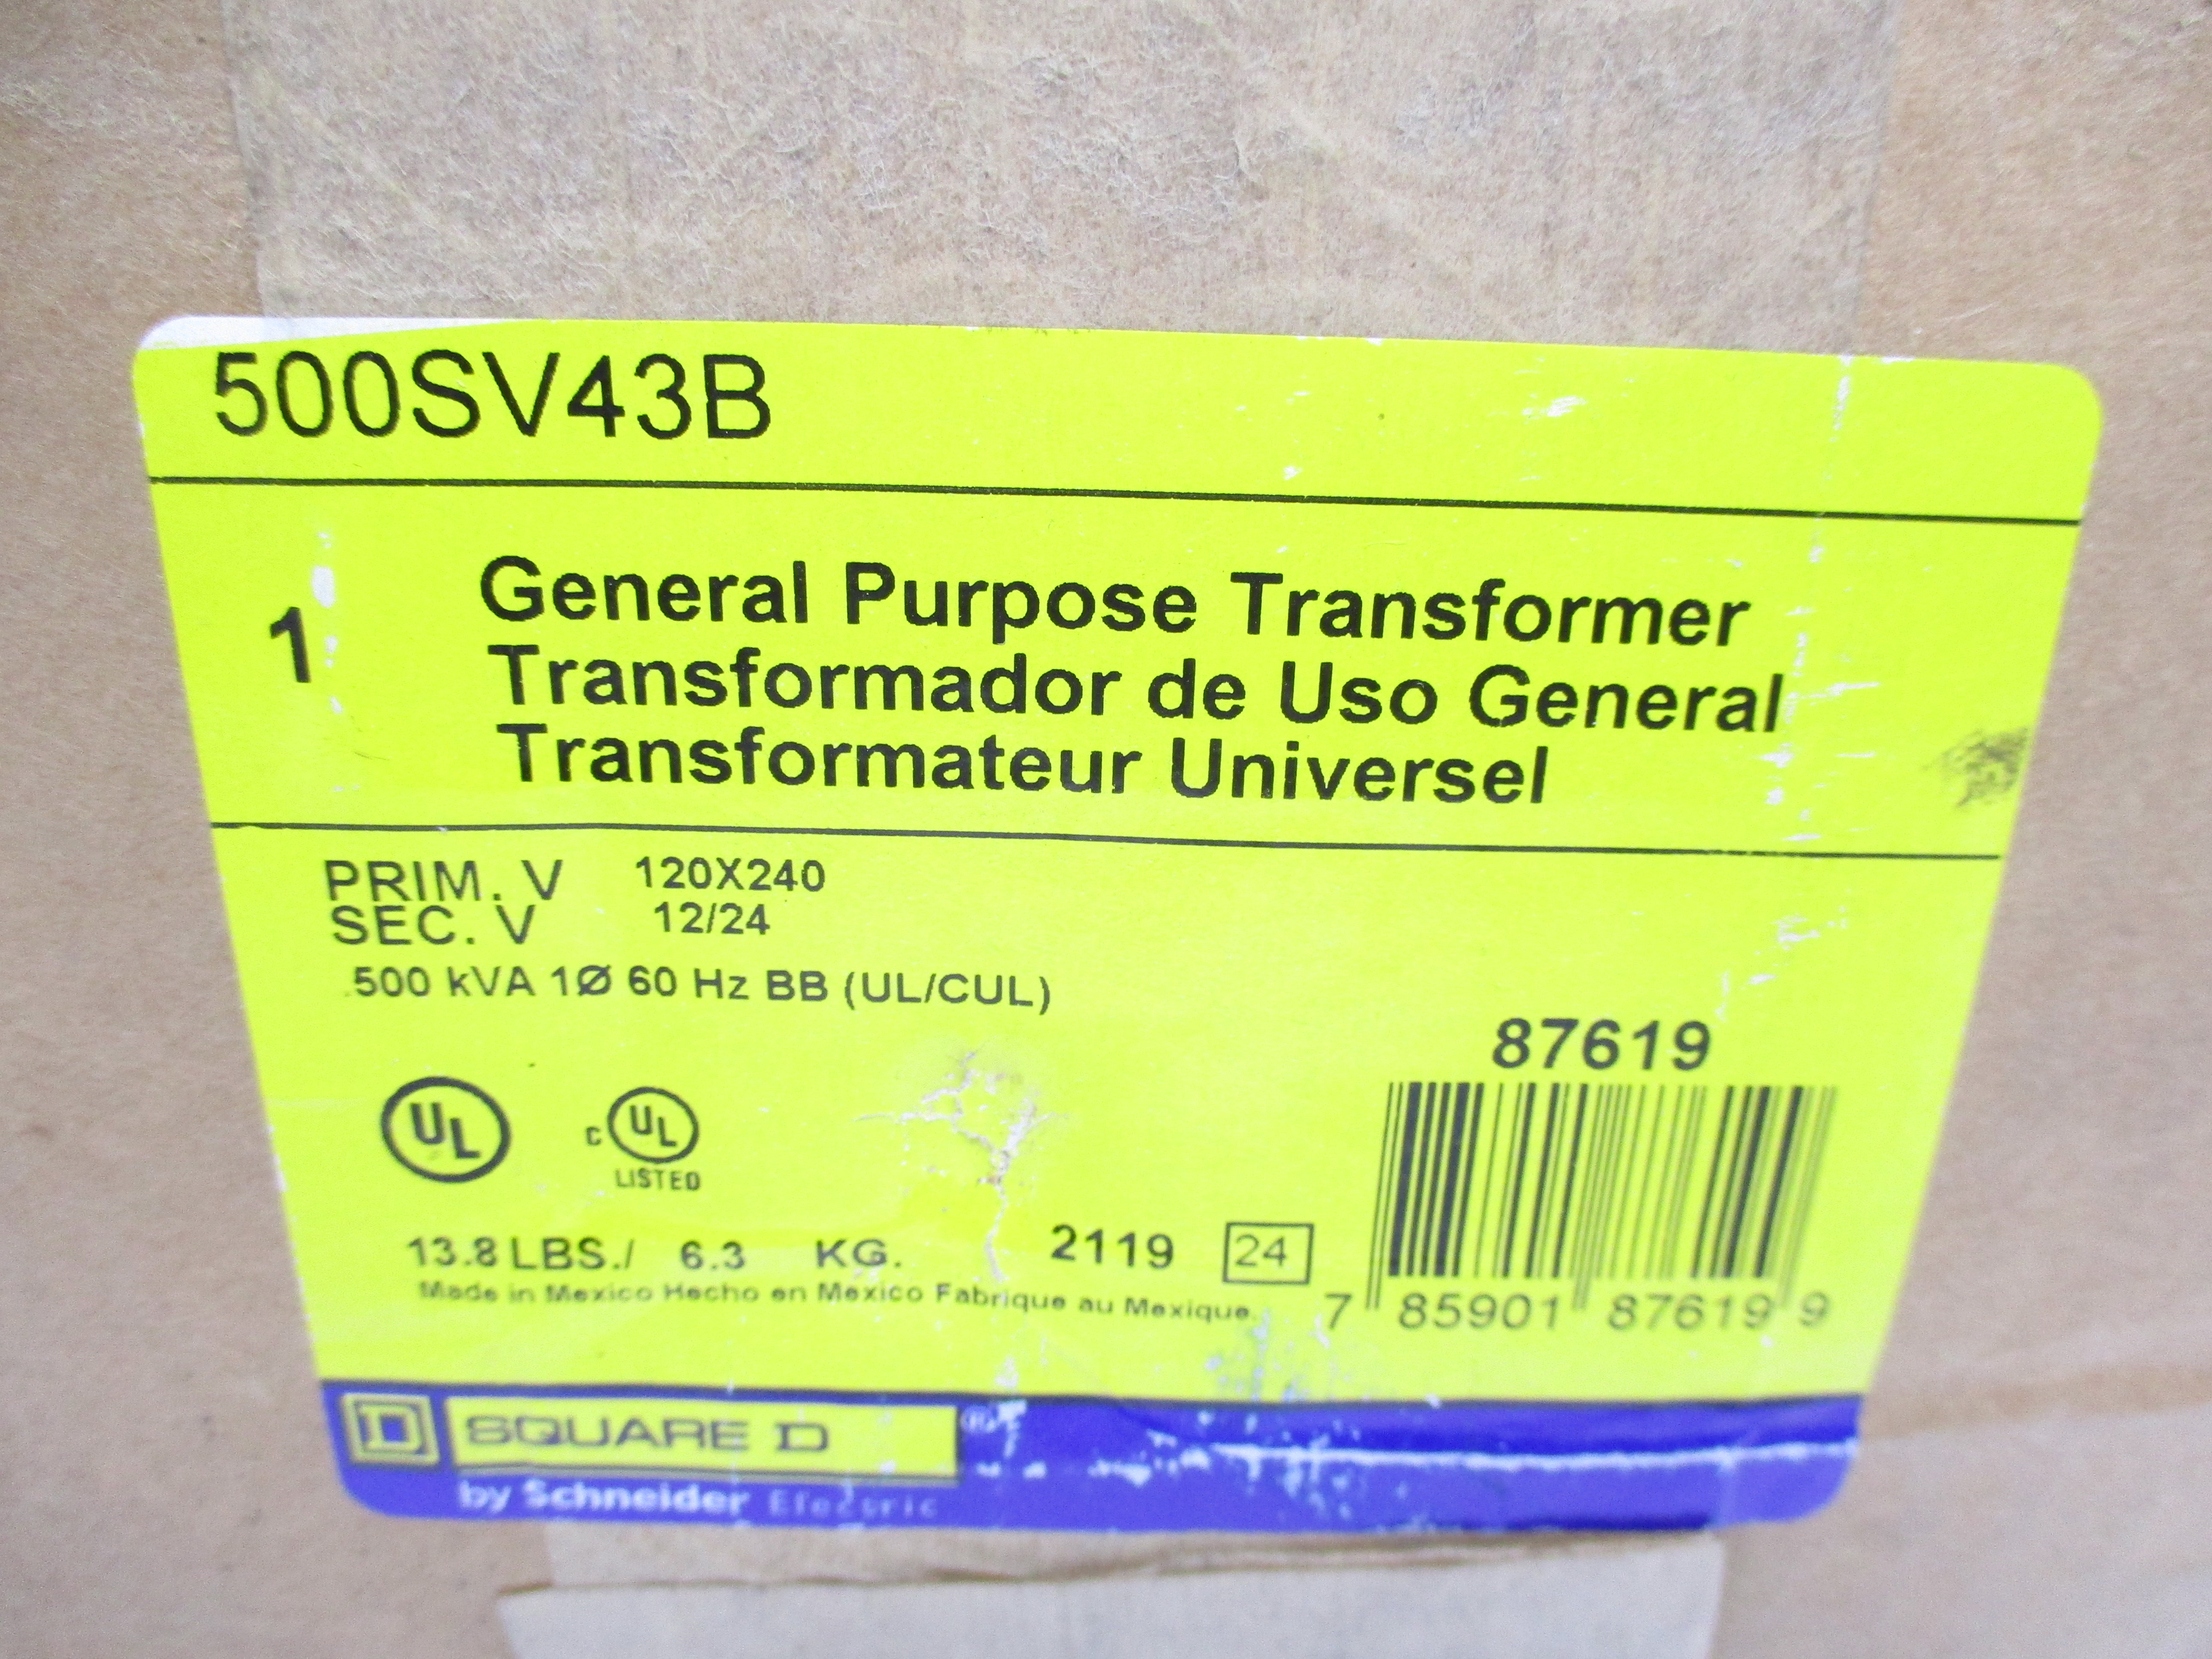 500SV43B
1
General Purpose Transformer
Transformador de Uso General
Transformateur Universel
PRIM. V 120X240
SEC. V 12/24
.500 kVA 1Ø 60 Hz BB (UL/CUL)
87619
UL
c UL
LISTED
13.8 LBS./ 6.3 KG. 2119 24
Made in Mexico Hecho en Mexico Fabrique au Mexique.
7 85901 87619 9
D SQUARE D ®
by Schneider Electric